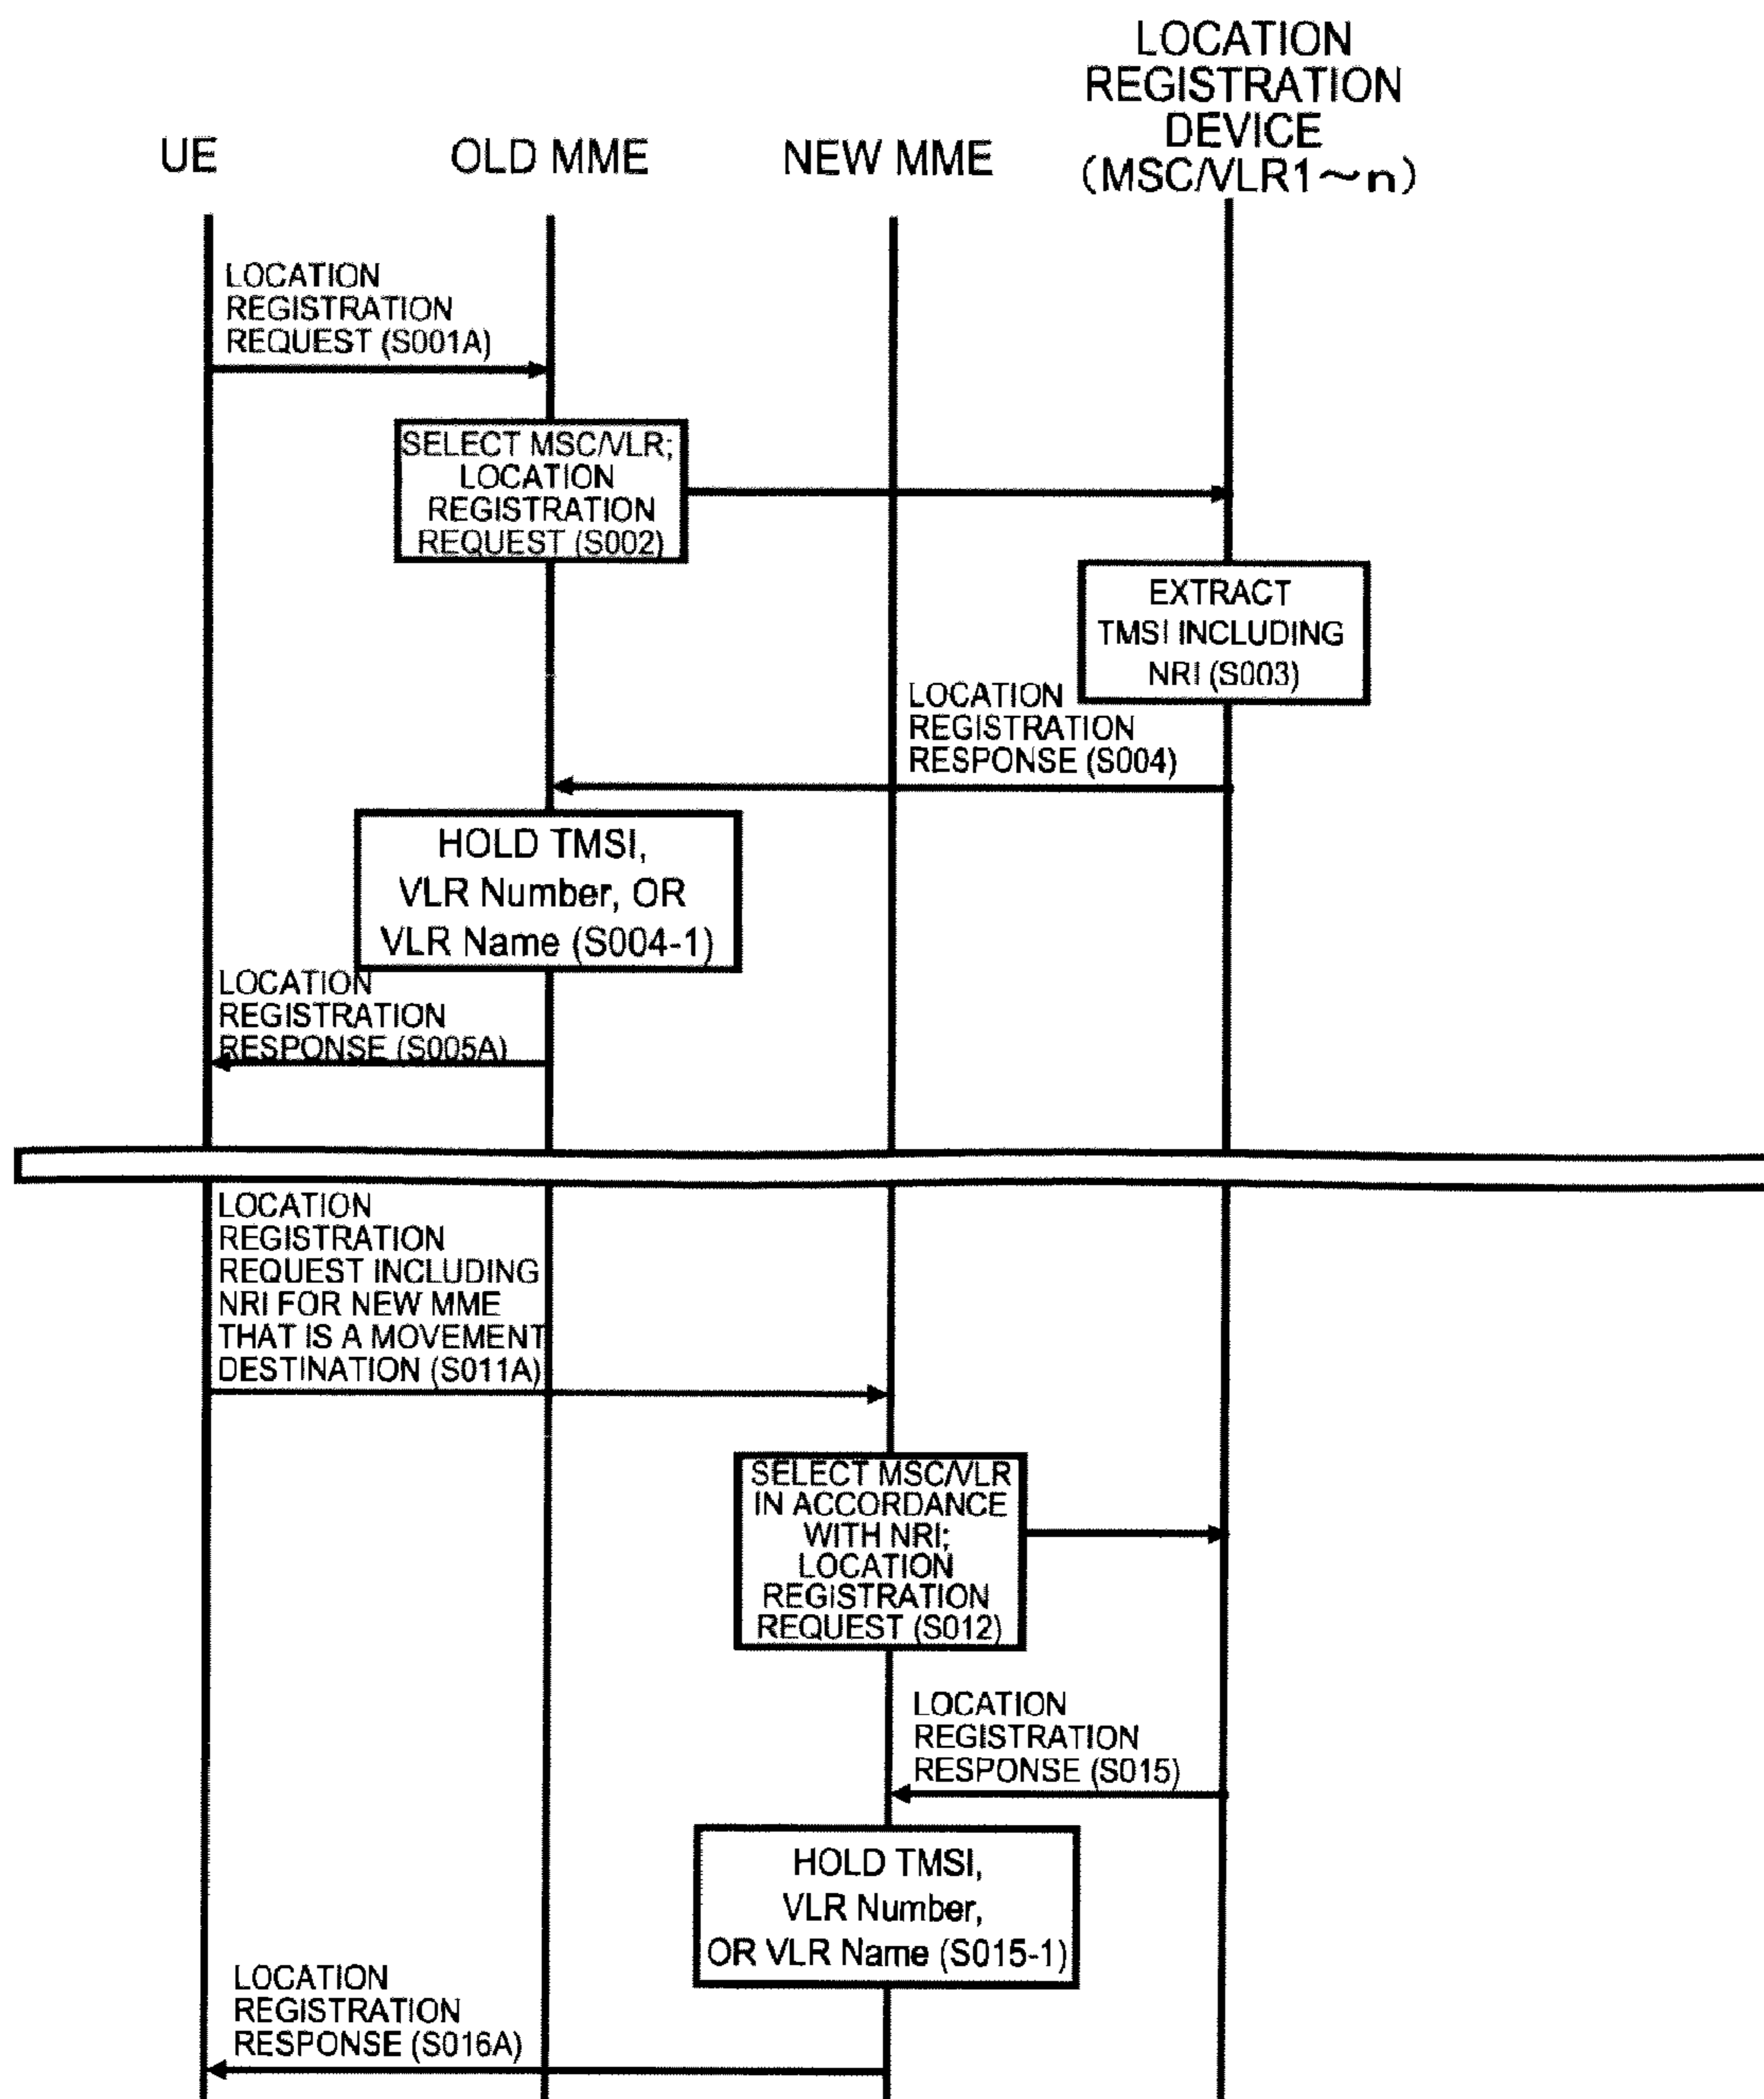 LOCATION
REGISTRATION
DEVICE
(MSC/VLR1~n)
UE
OLD MME
NEW MME
LOCATION
REGISTRATION
REQUEST (S001A)
SELECT MSC/VLR;
LOCATION
REGISTRATION
REQUEST (S002)
EXTRACT
TMSI INCLUDING
NRI (S003)
LOCATION
REGISTRATION
RESPONSE (S004)
HOLD TMSI,
VLR Number, OR
VLR Name (S004-1)
LOCATION
REGISTRATION
RESPONSE (S005A)
LOCATION
REGISTRATION
REQUEST INCLUDING
NRI FOR NEW MME
THAT IS A MOVEMENT
DESTINATION (S011A)
SELECT MSC/VLR
IN ACCORDANCE
WITH NRI;
LOCATION
REGISTRATION
REQUEST (S012)
LOCATION
REGISTRATION
RESPONSE (S015)
HOLD TMSI,
VLR Number,
OR VLR Name (S015-1)
LOCATION
REGISTRATION
RESPONSE (S016A)